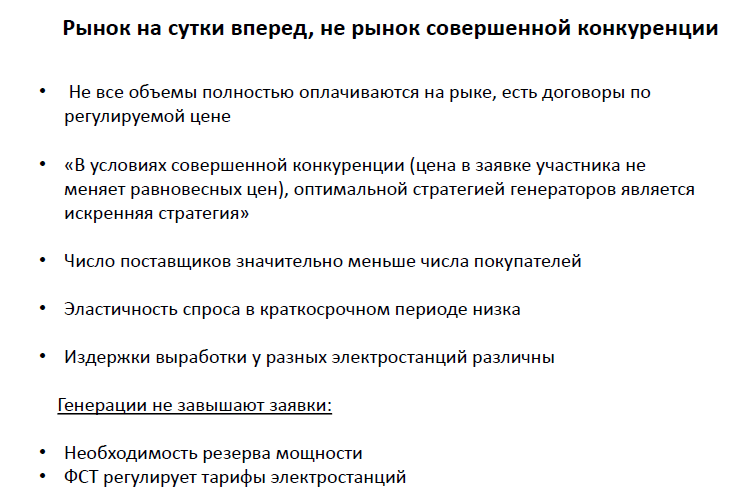 Рынок на сутки вперед, не рынок совершенной конкуренции
• Не все объемы полностью оплачиваются на рыке, есть договоры по
регулируемой цене
• «В условиях совершенной конкуренции (цена в заявке участника не
меняет равновесных цен), оптимальной стратегией генераторов является
искренняя стратегия»
• Число поставщиков значительно меньше числа покупателей
• Эластичность спроса в краткосрочном периоде низка
• Издержки выработки у разных электростанций различны
Генерации не завышают заявки:
• Необходимость резерва мощности
• ФСТ регулирует тарифы электростанций